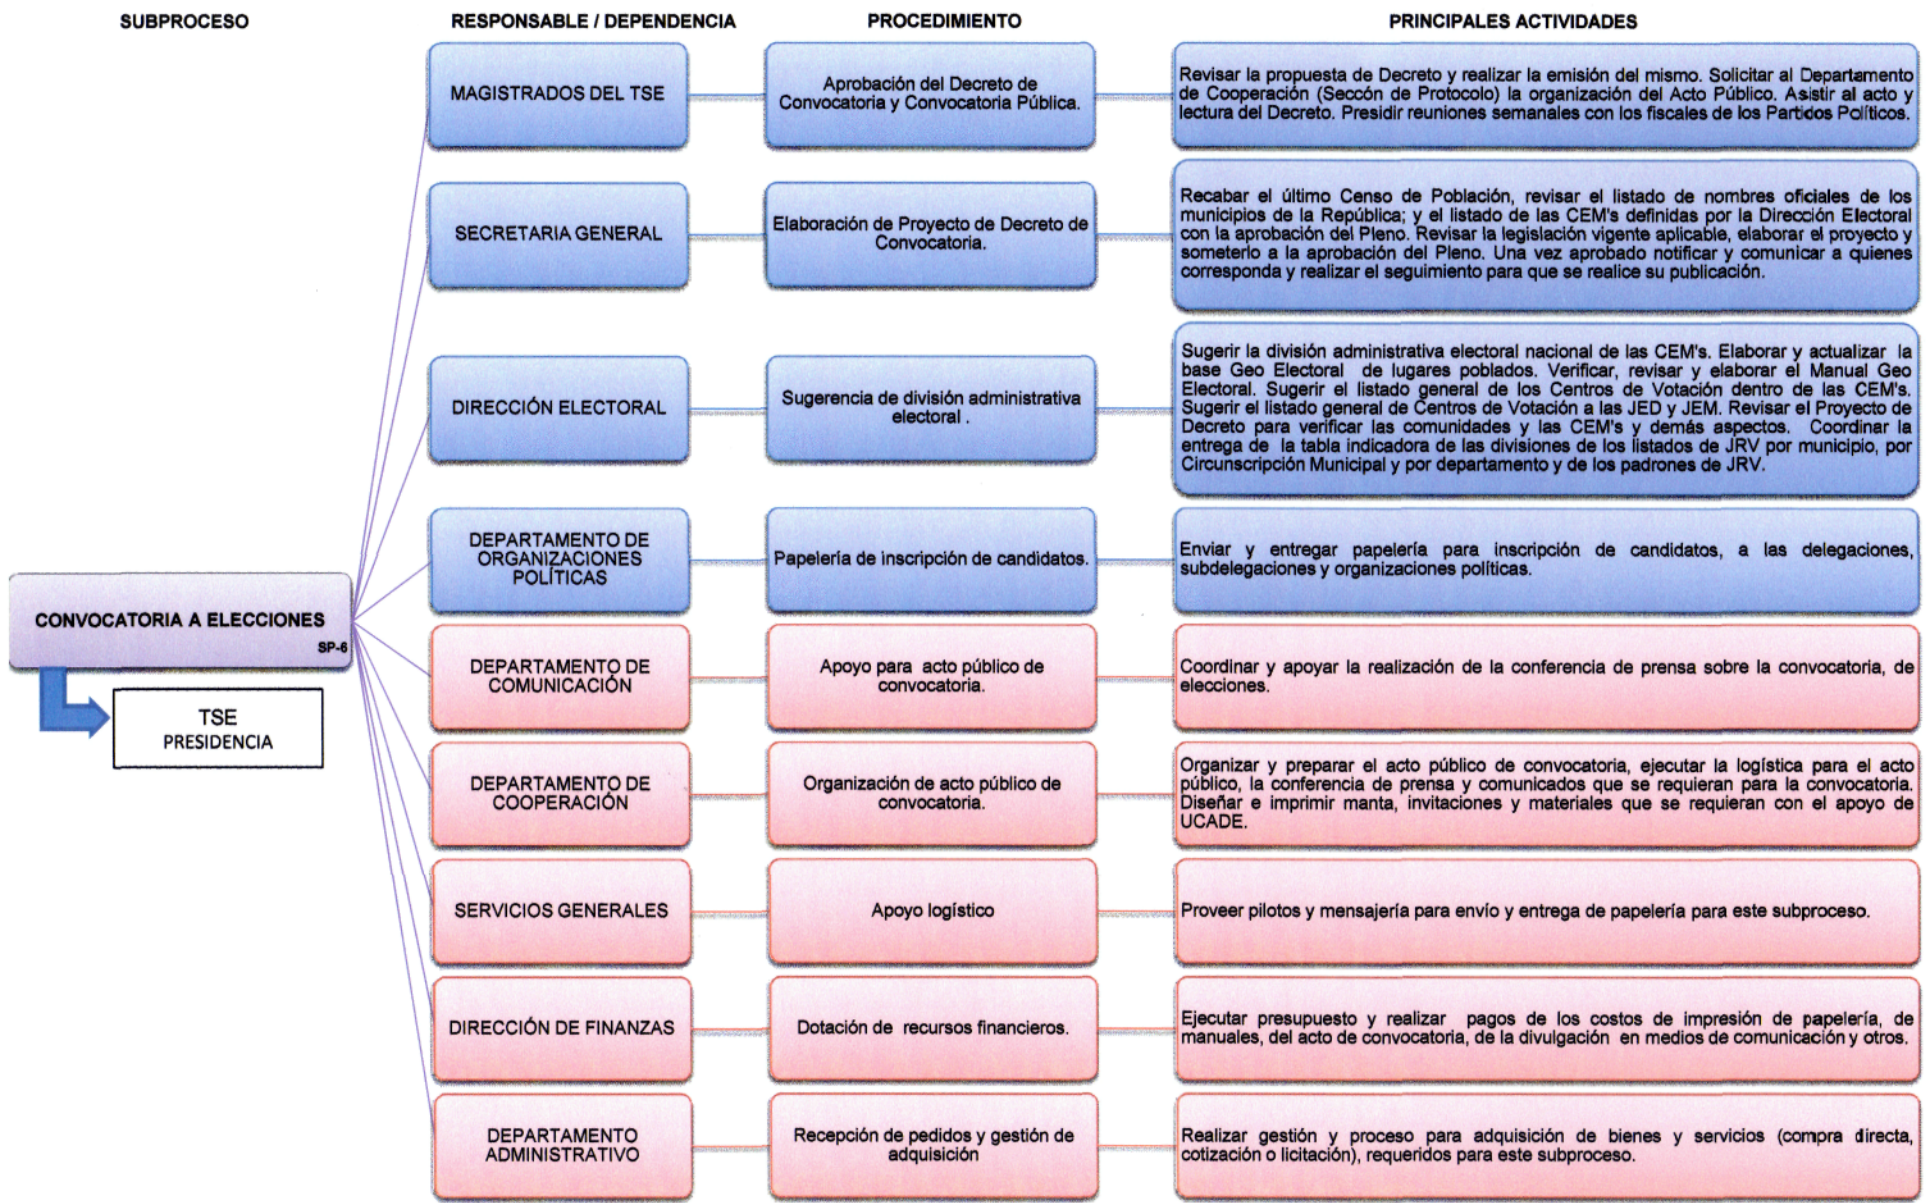 SUBPROCESO
RESPONSABLE / DEPENDENCIA
PROCEDIMIENTO
PRINCIPALES ACTIVIDADES
CONVOCATORIA A ELECCIONES
SP-6
TSE
PRESIDENCIA
MAGISTRADOS DEL TSE
Aprobación del Decreto de
Convocatoria y Convocatoria Pública.
Revisar la propuesta de Decreto y realizar la emisión del mismo. Solicitar al Departamento
de Cooperación (Seccón de Protocolo) la organización del Acto Público. Asistir al acto y
lectura del Decreto. Presidir reuniones semanales con los fiscales de los Partidos Políticos.
SECRETARIA GENERAL
Elaboración de Proyecto de Decreto de
Convocatoria.
Recabar el último Censo de Población, revisar el listado de nombres oficiales de los
municipios de la República; y el listado de las CEM's definidas por la Dirección Electoral
con la aprobación del Pleno. Revisar la legislación vigente aplicable, elaborar el proyecto y
someterlo a la aprobación del Pleno. Una vez aprobado notificar y comunicar a quienes
corresponda y realizar el seguimiento para que se realice su publicación.
DIRECCIÓN ELECTORAL
Sugerencia de división administrativa
electoral .
Sugerir la división administrativa electoral nacional de las CEM's. Elaborar y actualizar la
base Geo Electoral de lugares poblados. Verificar, revisar y elaborar el Manual Geo
Electoral. Sugerir el listado general de los Centros de Votación dentro de las CEM's.
Sugerir el listado general de Centros de Votación a las JED y JEM. Revisar el Proyecto de
Decreto para verificar las comunidades y las CEM's y demás aspectos. Coordinar la
entrega de la tabla indicadora de las divisiones de los listados de JRV por municipio, por
Circunscripción Municipal y por departamento y de los padrones de JRV.
DEPARTAMENTO DE
ORGANIZACIONES
POLÍTICAS
Papelería de inscripción de candidatos.
Enviar y entregar papelería para inscripción de candidatos, a las delegaciones,
subdelegaciones y organizaciones políticas.
DEPARTAMENTO DE
COMUNICACIÓN
Apoyo para acto público de
convocatoria.
Coordinar y apoyar la realización de la conferencia de prensa sobre la convocatoria, de
elecciones.
DEPARTAMENTO DE
COOPERACIÓN
Organización de acto público de
convocatoria.
Organizar y preparar el acto público de convocatoria, ejecutar la logística para el acto
público, la conferencia de prensa y comunicados que se requieran para la convocatoria.
Diseñar e imprimir manta, invitaciones y materiales que se requieran con el apoyo de
UCADE.
SERVICIOS GENERALES
Apoyo logístico
Proveer pilotos y mensajería para envío y entrega de papelería para este subproceso.
DIRECCIÓN DE FINANZAS
Dotación de recursos financieros.
Ejecutar presupuesto y realizar pagos de los costos de impresión de papelería, de
manuales, del acto de convocatoria, de la divulgación en medios de comunicación y otros.
DEPARTAMENTO
ADMINISTRATIVO
Recepción de pedidos y gestión de
adquisición
Realizar gestión y proceso para adquisición de bienes y servicios (compra directa,
cotización o licitación), requeridos para este subproceso.